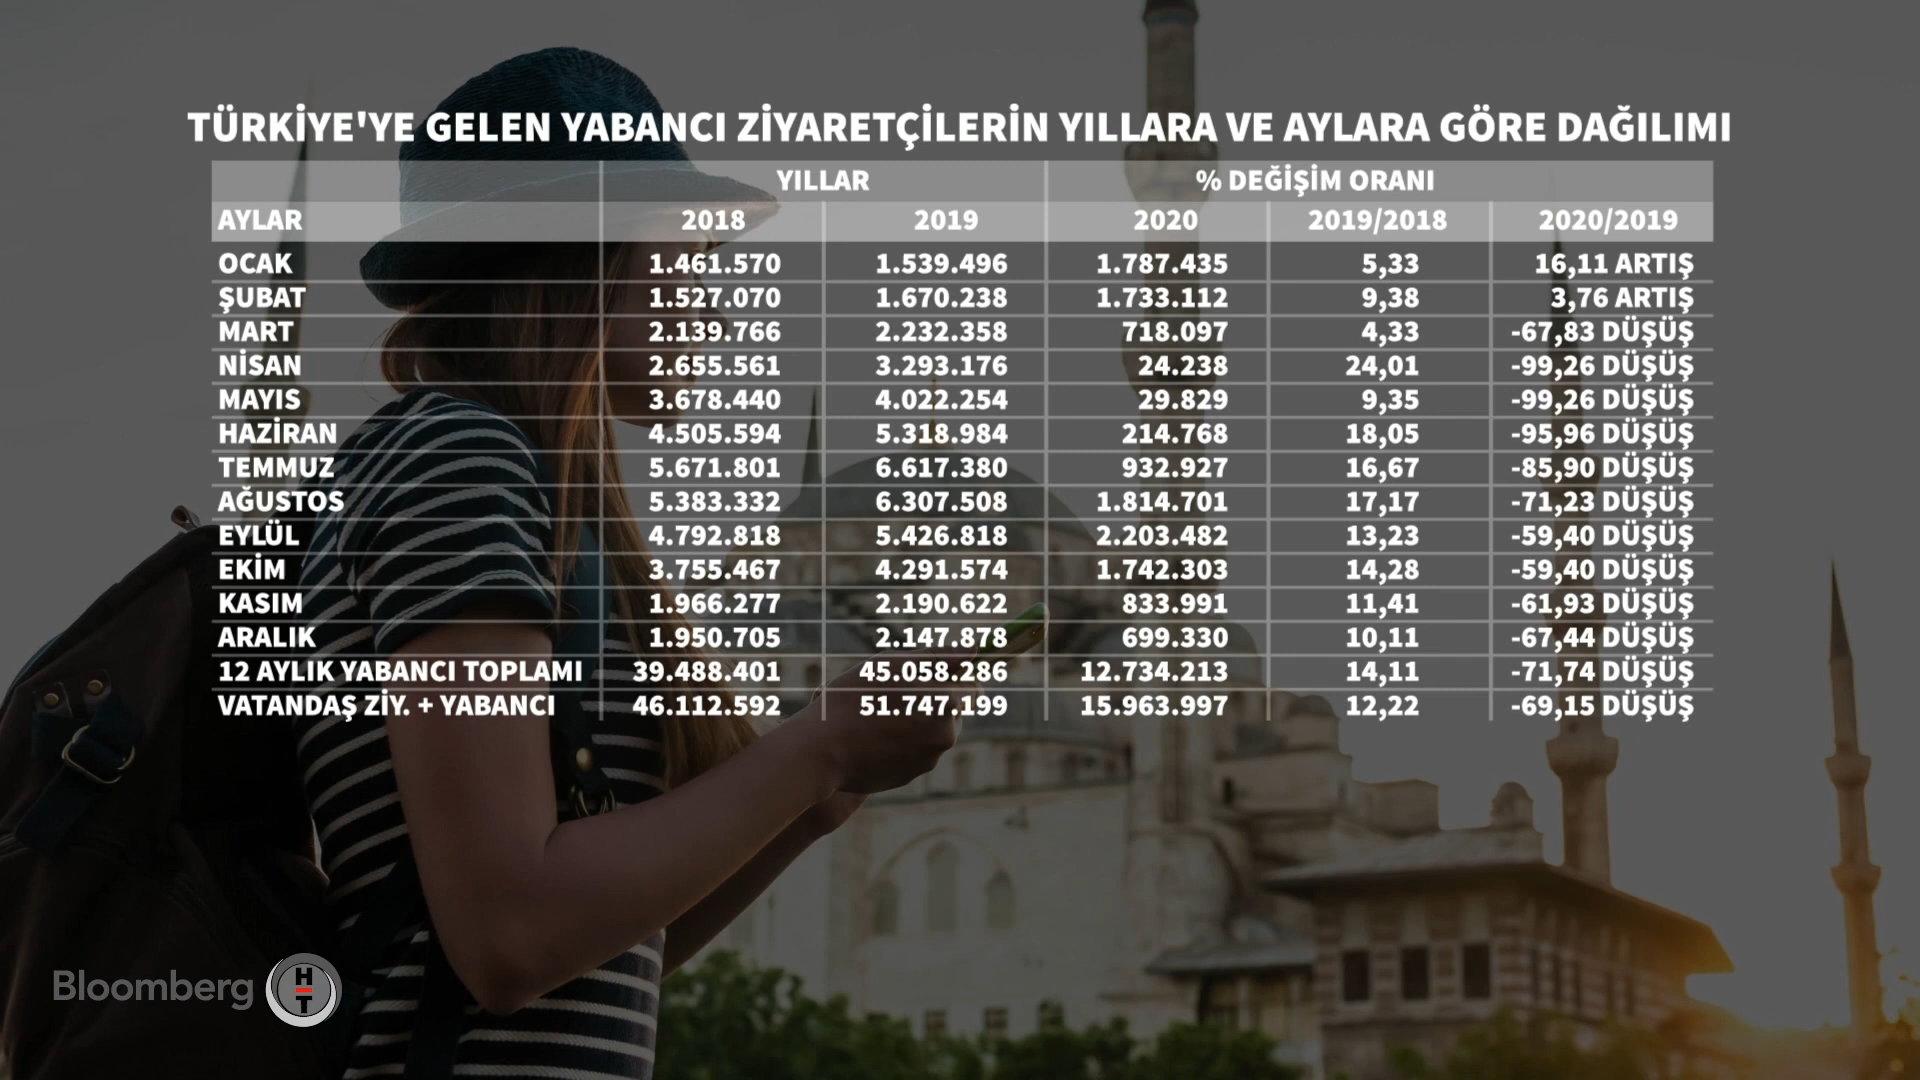 TÜRKİYE'YE GELEN YABANCI ZİYARETÇİLERİN YILLARA VE AYLARA GÖRE DAĞILIMI
YILLAR % DEĞİŞİM ORANI
AYLAR 2018 2019 2020 2019/2018 2020/2019
OCAK 1.461.570 1.539.496 1.787.435 5,33 16,11 ARTIŞ
ŞUBAT 1.527.070 1.670.238 1.733.112 9,38 3,76 ARTIŞ
MART 2.139.766 2.232.358 718.097 4,33 -67,83 DÜŞÜŞ
NİSAN 2.655.561 3.293.176 24.238 24,01 -99,26 DÜŞÜŞ
MAYIS 3.678.440 4.022.254 29.829 9,35 -99,26 DÜŞÜŞ
HAZİRAN 4.505.594 5.318.984 214.768 18,05 -95,96 DÜŞÜŞ
TEMMUZ 5.671.801 6.617.380 932.927 16,67 -85,90 DÜŞÜŞ
AĞUSTOS 5.383.332 6.307.508 1.814.701 17,17 -71,23 DÜŞÜŞ
EYLÜL 4.792.818 5.426.818 2.203.482 13,23 -59,40 DÜŞÜŞ
EKİM 3.755.467 4.291.574 1.742.303 14,28 -59,40 DÜŞÜŞ
KASIM 1.966.277 2.190.622 833.991 11,41 -61,93 DÜŞÜŞ
ARALIK 1.950.705 2.147.878 699.330 10,11 -67,44 DÜŞÜŞ
12 AYLIK YABANCI TOPLAMI 39.488.401 45.058.286 12.734.213 14,11 -71,74 DÜŞÜŞ
VATANDAŞ ZİY. + YABANCI 46.112.592 51.747.199 15.963.997 12,22 -69,15 DÜŞÜŞ
Bloomberg HT